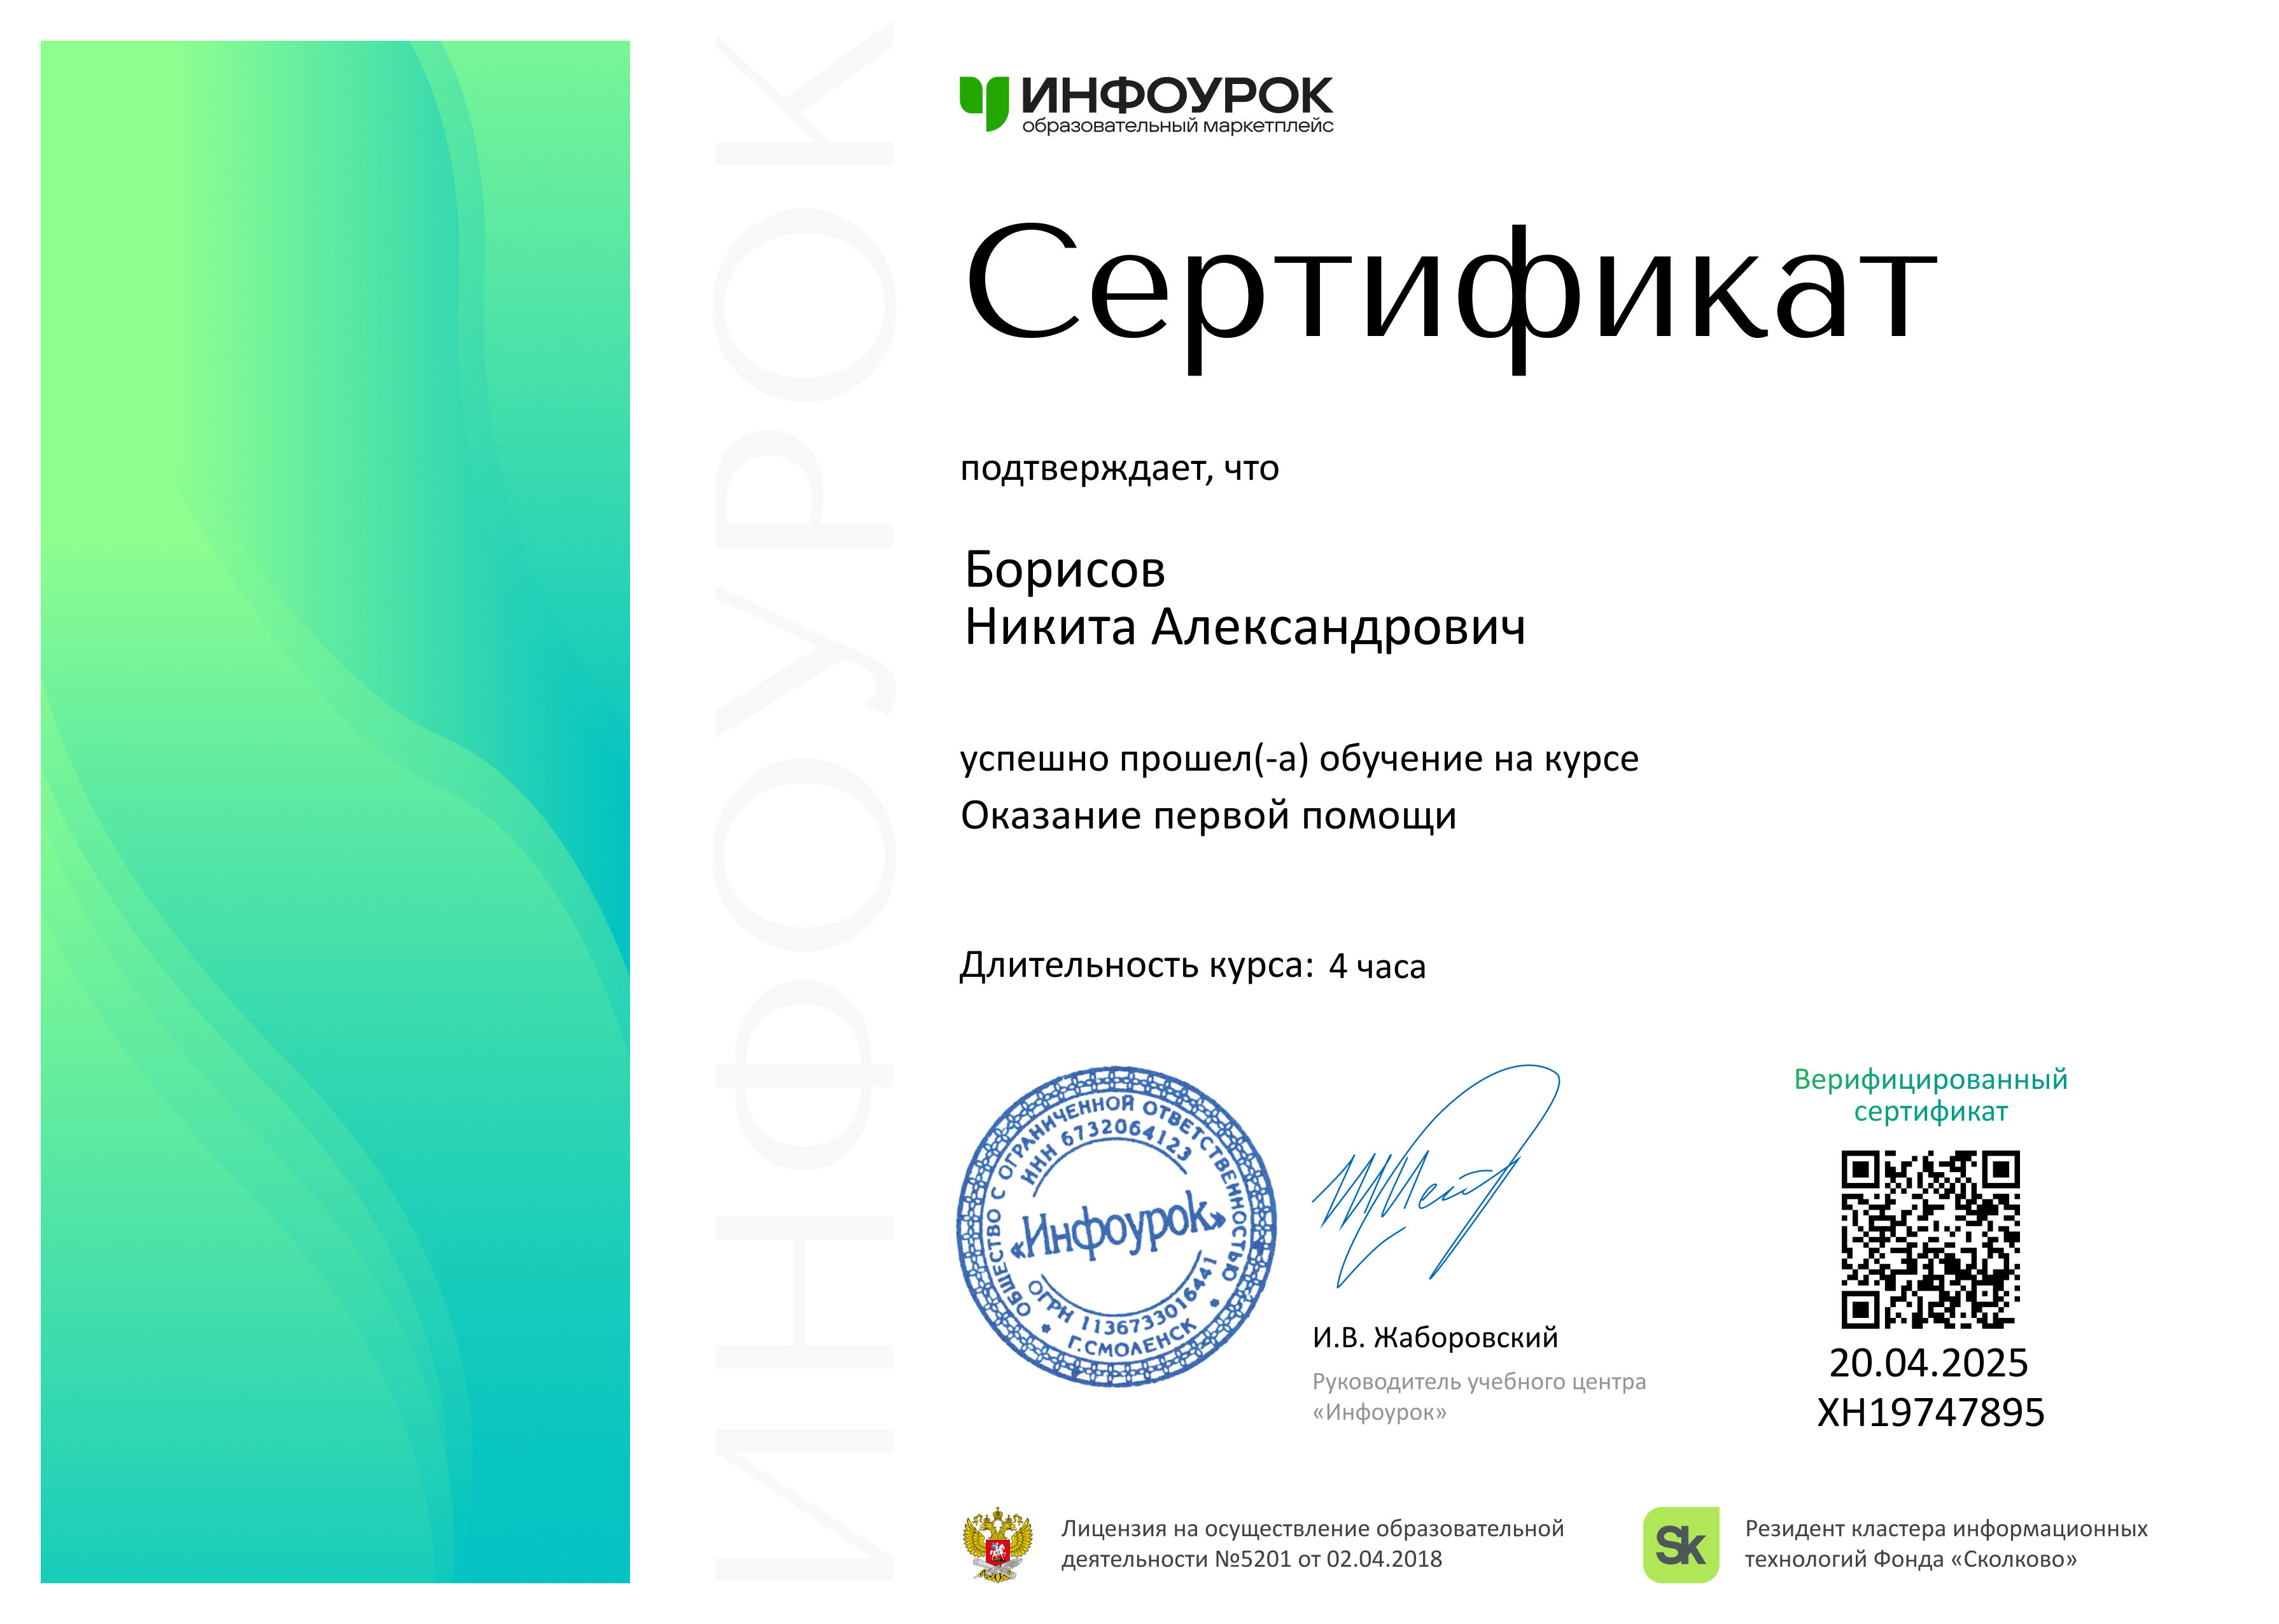 ИНФОУРОК
ИНФОУРОК
образовательный маркетплейс
Сертификат
подтверждает, что
Борисов
Никита Александрович
успешно прошел(-а) обучение на курсе
Оказание первой помощи
Длительность курса: 4 часа
ОБЩЕСТВО С ОГРАНИЧЕННОЙ ОТВЕТСТВЕННОСТЬЮ
ИНН 6732064123
«Инфоурок»
ОГРН 1136733016441
* Г.СМОЛЕНСК *
И.В. Жаборовский
Руководитель учебного центра
«Инфоурок»
Верифицированный
сертификат
20.04.2025
ХН19747895
Лицензия на осуществление образовательной
деятельности №5201 от 02.04.2018
Sk
Резидент кластера информационных
технологий Фонда «Сколково»